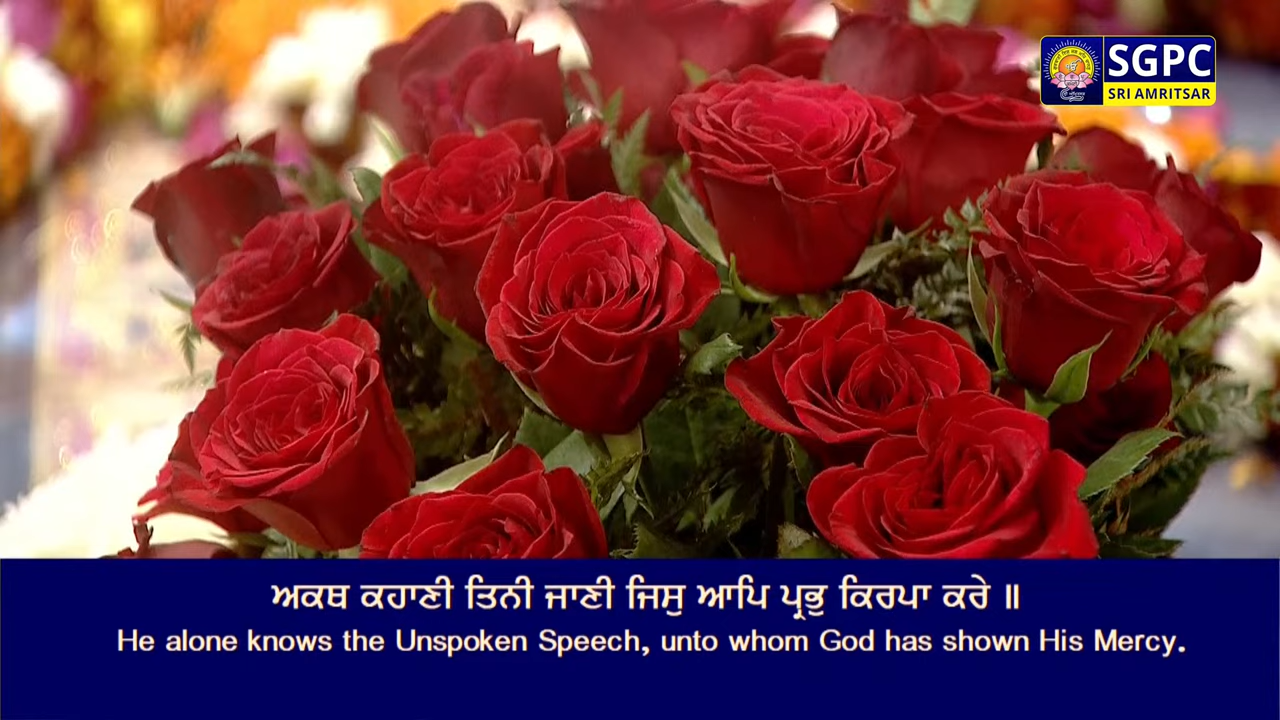 SGPC
SRI AMRITSAR
ਅਕਥ ਕਹਾਣੀ ਤਿਨੀ ਜਾਣੀ ਜਿਸੁ ਆਪਿ ਪ੍ਰਭੁ ਕਿਰਪਾ ਕਰੇ ॥
He alone knows the Unspoken Speech, unto whom God has shown His Mercy.